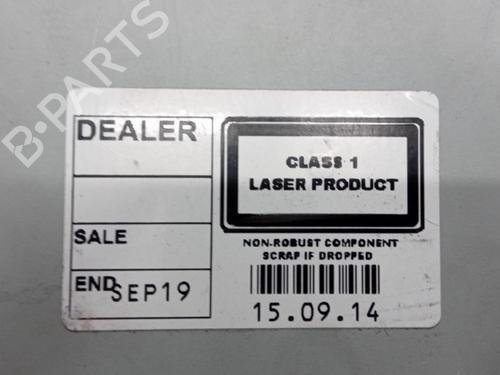 B-PARTS
DEALER
SALE
END SEP19
CLASS 1
LASER PRODUCT
NON-ROBUST COMPONENT
SCRAP IF DROPPED
15.09.14